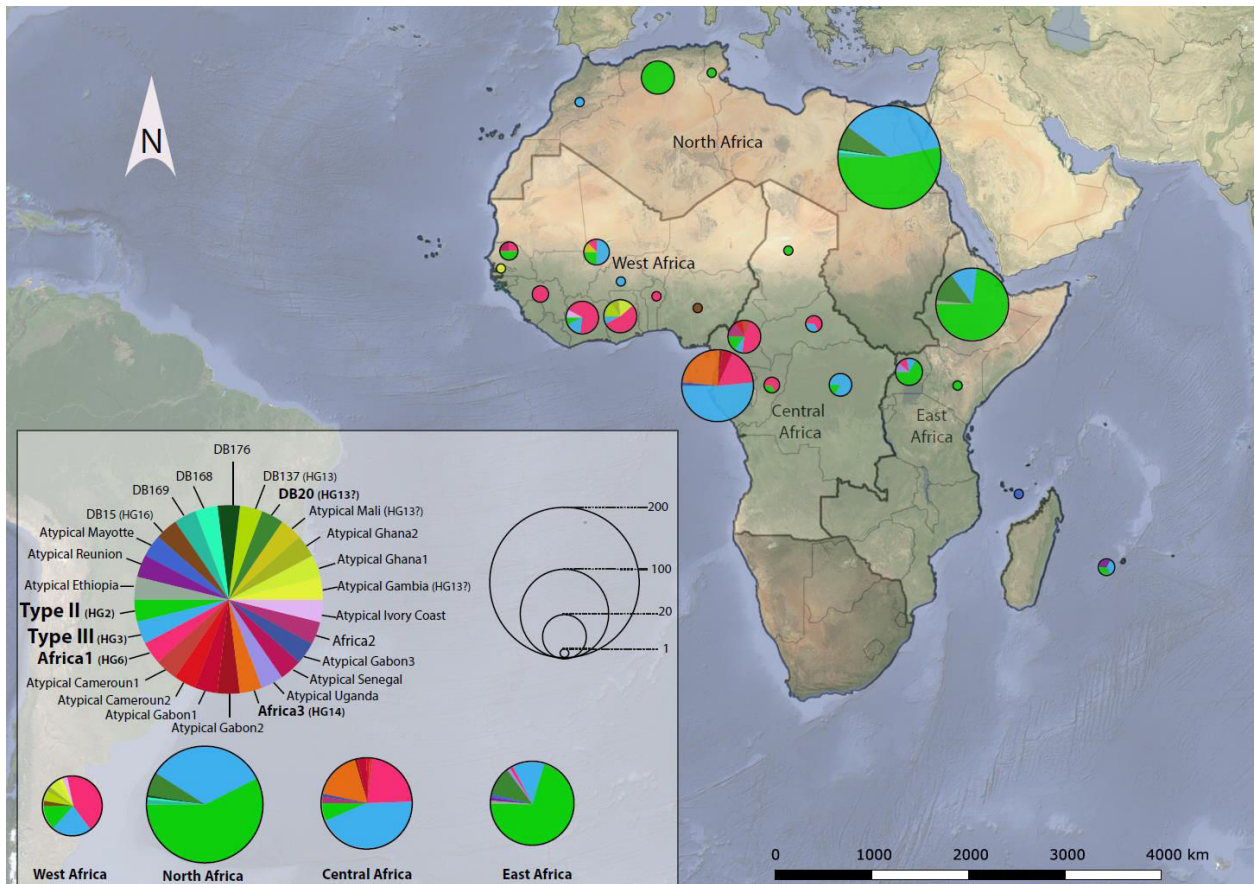 N
North Africa
West Africa
Central
Africa
East
Africa
DB176
DB168
DB137 (HG13)
DB169
DB20 (HG13?)
DB15 (HG16)
Atypical Mali (HG13?)
Atypical Mayotte
Atypical Ghana2
Atypical Reunion
Atypical Ghana1
Atypical Ethiopia
Atypical Gambia (HG13?)
Type II (HG2)
Atypical Ivory Coast
Type III (HG3)
Africa2
Africa1 (HG6)
Atypical Gabon3
Atypical Cameroun1
Atypical Senegal
Atypical Cameroun2
Atypical Uganda
Atypical Gabon1
Africa3 (HG14)
Atypical Gabon2
200
100
20
1
West Africa
North Africa
Central Africa
East Africa
0 1000 2000 3000 4000 km